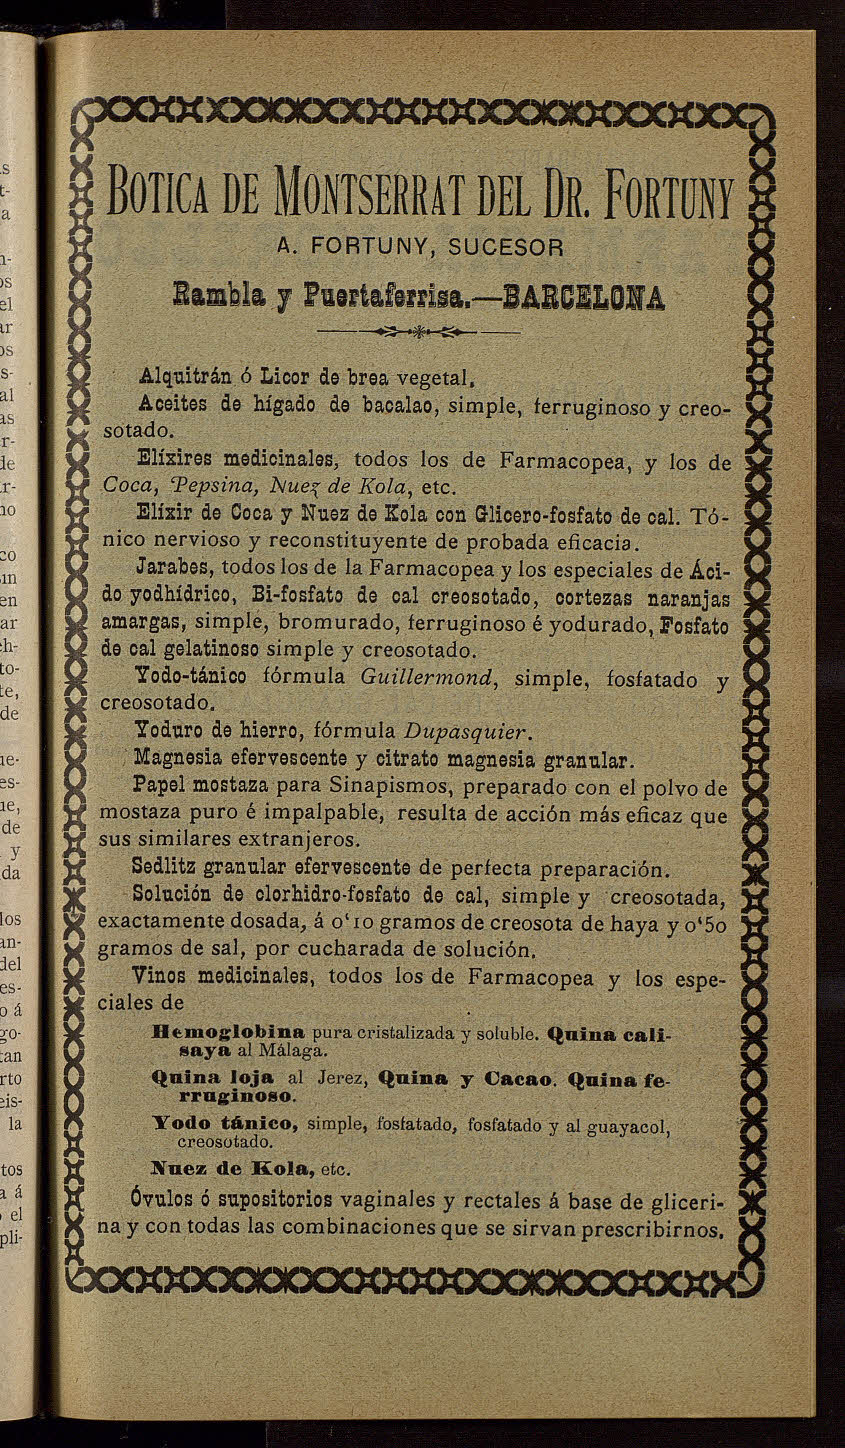 BOTICA DE MONTSERRAT DEL DR. FORTUNY
A. FORTUNY, SUCESOR
Rambla y Puertaferrisa.—BARCELONA
Alquitrán ó Licor de brea vegetal.
Aceites de hígado de bacalao, simple, ferruginoso y creo-
sotado.
Elíxires medicinales, todos los de Farmacopea, y los de
Coca, Pepsina, Nuez de Kola, etc.
Elíxir de Coca y Nuez de Kola con Glicero-fosfato de cal. Tó-
nico nervioso y reconstituyente de probada eficacia.
Jarabes, todos los de la Farmacopea y los especiales de Áci-
do yodhídrico, Bi-fosfato de cal creosotado, cortezas naranjas
amargas, simple, bromurado, ferruginoso é yodurado, Fosfato
de cal gelatinoso simple y creosotado.
Yodo-tánico fórmula Guillermond, simple, fosfatado y
creosotado.
Yoduro de hierro, fórmula Dupasquier.
Magnesia efervescente y citrato magnesia granular.
Papel mostaza para Sinapismos, preparado con el polvo de
mostaza puro é impalpable, resulta de acción más eficaz que
sus similares extranjeros.
Sedlitz granular efervescente de perfecta preparación.
Solución de clorhidro-fosfato de cal, simple y creosotada,
exactamente dosada, á 0‘10 gramos de creosota de haya y 0‘50
gramos de sal, por cucharada de solución.
Vinos medicinales, todos los de Farmacopea y los espe-
ciales de
Hemoglobina pura cristalizada y soluble. Quina cali-
saya al Málaga.
Quina loja al Jerez, Quina y Cacao. Quina fe-
rruginoso.
Yodo tánico, simple, fosfatado, fosfatado y al guayacol,
creosotado.
Nuez de Kola, etc.
Óvulos ó supositorios vaginales y rectales á base de gliceri-
na y con todas las combinaciones que se sirvan prescribirnos.